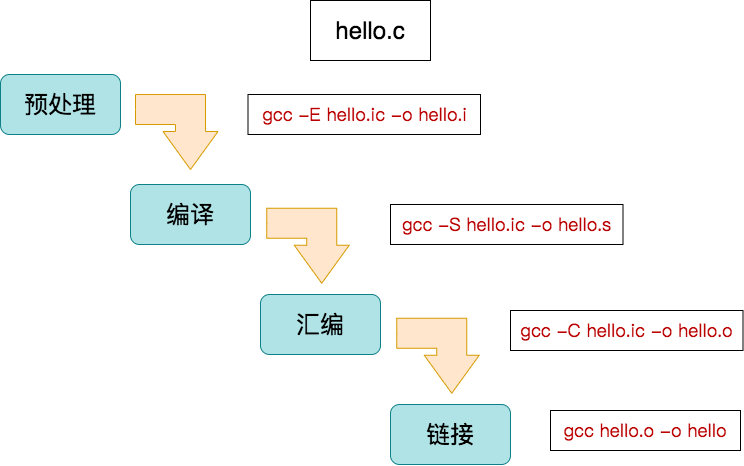 hello.c
预处理
gcc -E hello.ic -o hello.i
编译
gcc -S hello.ic -o hello.s
汇编
gcc -C hello.ic -o hello.o
链接
gcc hello.o -o hello